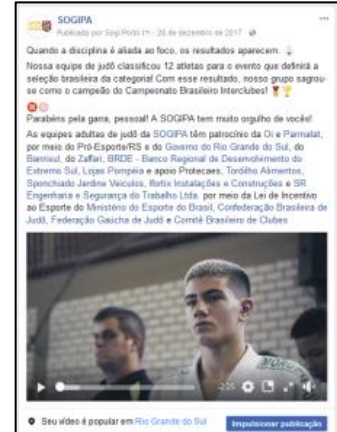 SOGIPA
Publicado por Sogi Porto · 20 de dezembro de 2017 ·
Quando a disciplina é aliada ao foco, os resultados aparecem.
Nossa equipe de judô classificou 12 atletas para o evento que definirá a
seleção brasileira da categoria! Com esse resultado, nosso grupo sagrou-
se como o campeão do Campeonato Brasileiro Interclubes!
Parabéns pela garra, pessoal! A SOGIPA tem muito orgulho de vocês!
As equipes adultas de judô da SOGIPA têm patrocínio da Oi e Parmalat,
por meio do Pró-Esporte/RS e do Governo do Rio Grande do Sul, do
Banrisul, do Zaffari, BRDE - Banco Regional de Desenvolvimento do
Extremo Sul, Lojas Pompéia e apoio Protecaes, Tordilho Alimentos,
Sponchiado Jardine Veículos, Ifortix Instalações e Construções e SR
Engenharia e Segurança do Trabalho Ltda. por meio da Lei de Incentivo
ao Esporte do Ministério do Esporte do Brasil, Confederação Brasileira de
Judô, Federação Gaúcha de Judô e Comitê Brasileiro de Clubes
-2:25
Seu vídeo é popular em Rio Grande do Sul
Impulsionar publicação